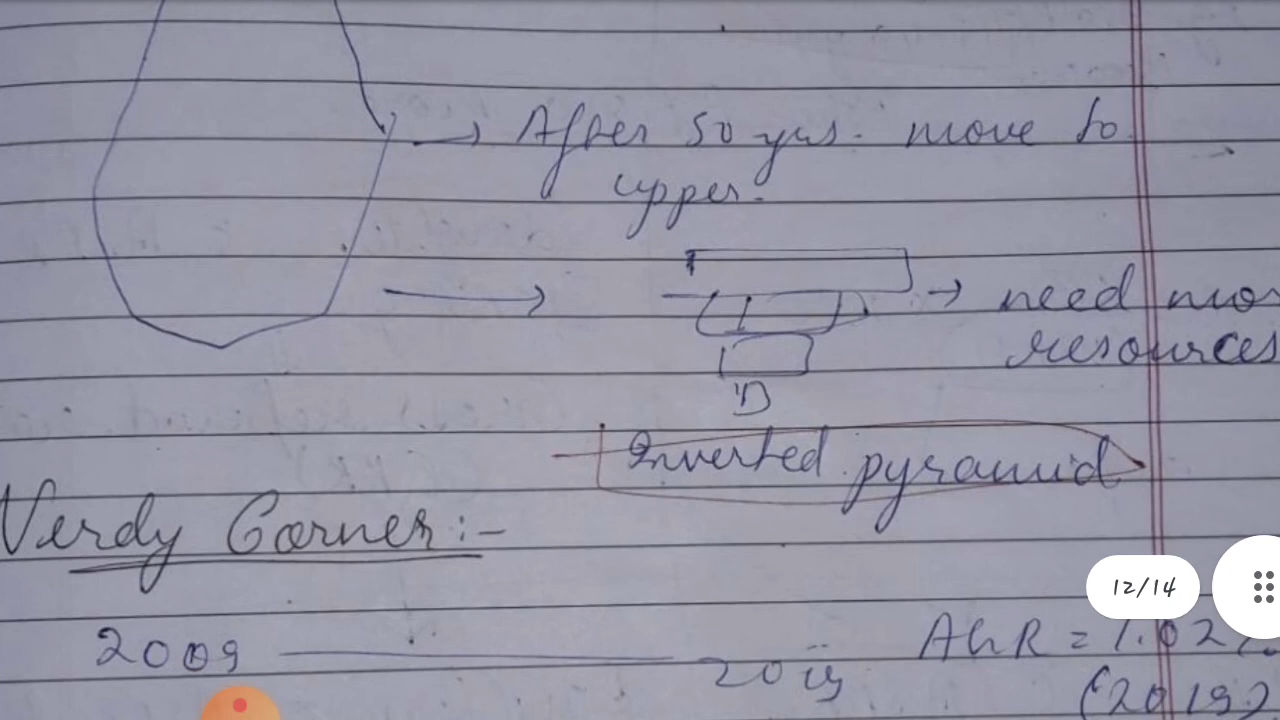 → After 50 yrs. move to
upper.
→ → need mor
resources
Inverted pyramid
Verdy Corner:-
12/14
2009 2019 AGR = 1.02%
(2019)